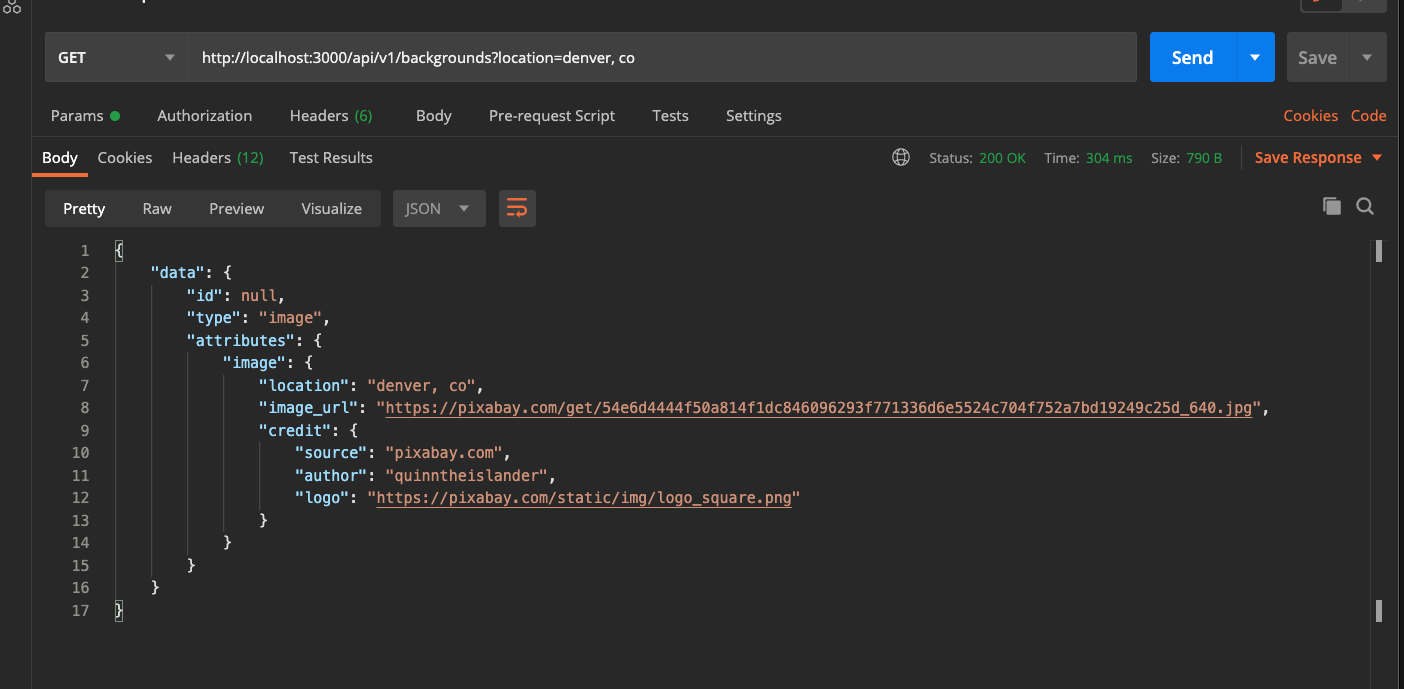 GET http://localhost:3000/api/v1/backgrounds?location=denver, co Send Save
Params Authorization Headers (6) Body Pre-request Script Tests Settings Cookies Code
Body Cookies Headers (12) Test Results Status: 200 OK Time: 304 ms Size: 790 B Save Response
Pretty Raw Preview Visualize JSON
1 {
2 "data": {
3 "id": null,
4 "type": "image",
5 "attributes": {
6 "image": {
7 "location": "denver, co",
8 "image_url": "https://pixabay.com/get/54e6d4444f50a814f1dc846096293f771336d6e5524c704f752a7bd19249c25d_640.jpg",
9 "credit": {
10 "source": "pixabay.com",
11 "author": "quinntheislander",
12 "logo": "https://pixabay.com/static/img/logo_square.png"
13 }
14 }
15 }
16 }
17 }